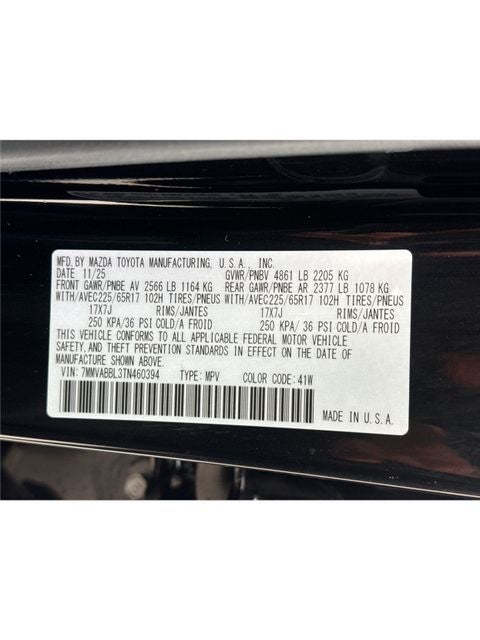 MFD. BY MAZDA TOYOTA MANUFACTURING, U.S.A., INC.
DATE 11/25 GVWR/PNBV 4861 LB 2205 KG
FRONT GAWR/PNBE AV 2566 LB 1164 KG REAR GAWR/PNBE AR 2377 LB 1078 KG
WITH/AVEC225/65R17 102H TIRES/PNEUS WITH/AVEC225/65R17 102H TIRES/PNEUS
17X7J RIMS/JANTES 17X7J RIMS/JANTES
250 KPA/36 PSI COLD/A FROID 250 KPA/36 PSI COLD/A FROID
THIS VEHICLE CONFORMS TO ALL APPLICABLE FEDERAL MOTOR VEHICLE
SAFETY, AND THEFT PREVENTION STANDARDS IN EFFECT ON THE DATE OF
MANUFACTURE SHOWN ABOVE.
VIN: 7MMVABBL3TN460394 TYPE: MPV COLOR CODE: 41W
MADE IN U.S.A.